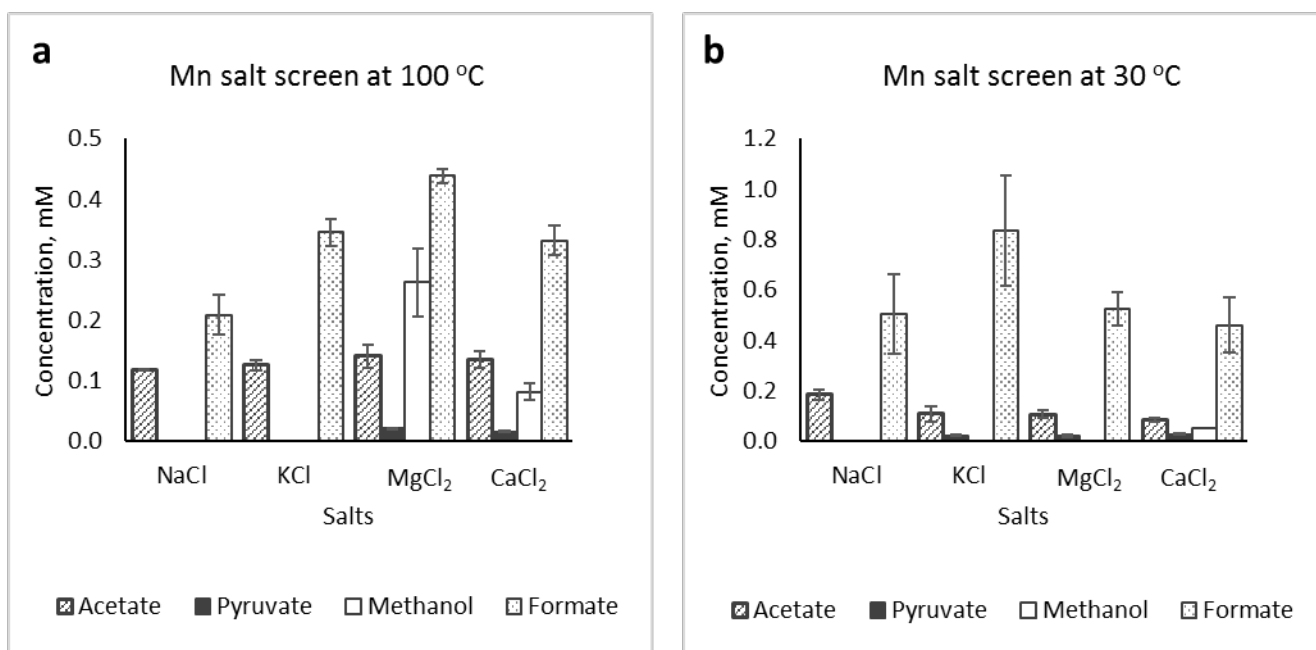 a
Mn salt screen at 100 °C
Concentration, mM
0.5
0.4
0.3
0.2
0.1
0.0
NaCl KCl MgCl₂ CaCl₂
Salts
Acetate Pyruvate Methanol Formate
b
Mn salt screen at 30 °C
Concentration, mM
1.2
1.0
0.8
0.6
0.4
0.2
0.0
NaCl KCl MgCl₂ CaCl₂
Salts
Acetate Pyruvate Methanol Formate